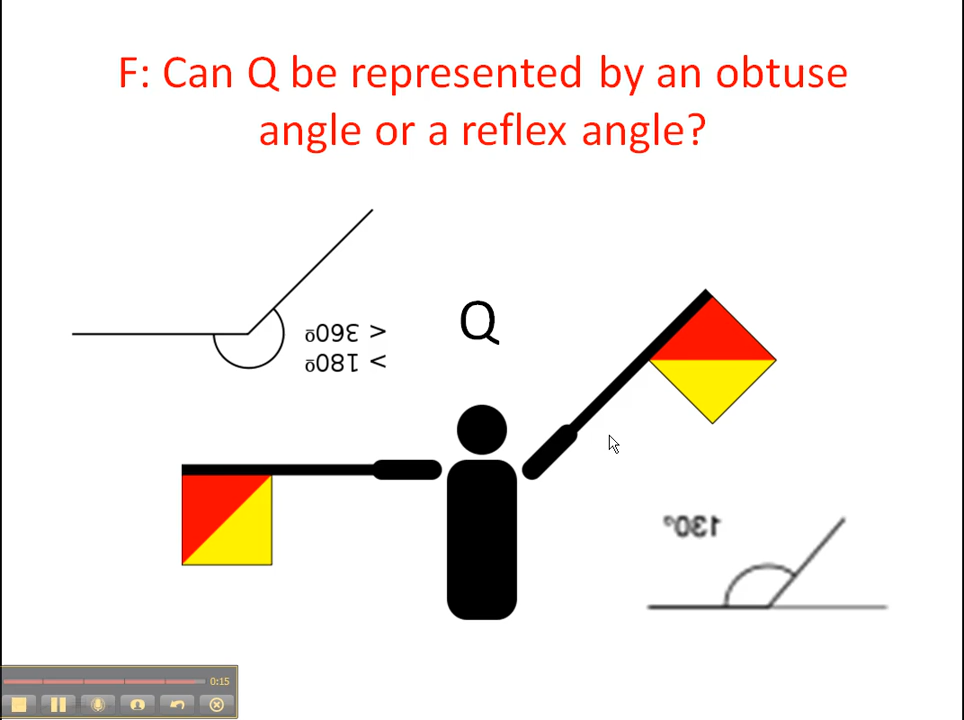 F: Can Q be represented by an obtuse
angle or a reflex angle?
Q
< 360º
> 180º
130º
0:15